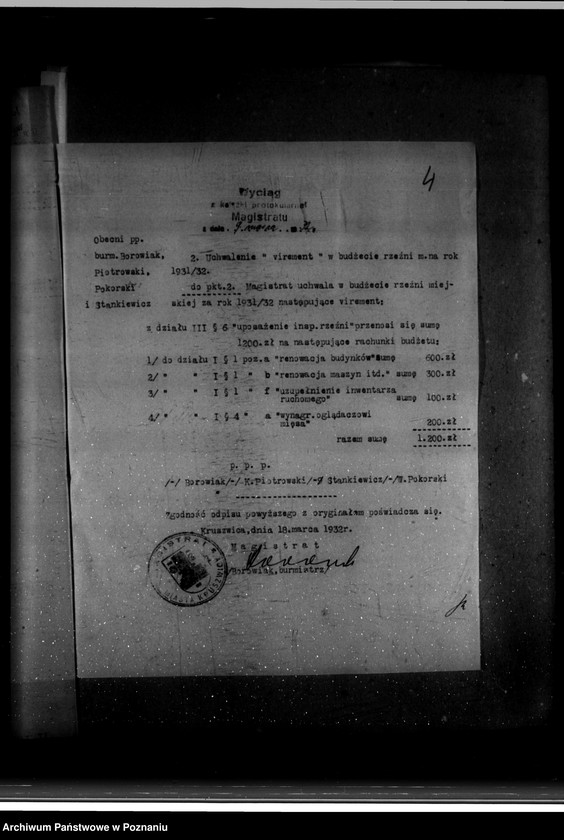 4
Wyciąg
z księgi protokularnej
Magistratu
z dnia
Obecni pp.
burm.Borowiak,
Piotrowski,
Pokorski
i Stankiewicz
2. Uchwalenie " virement " w budżecie rzeźni m.na rok
1931/32.
do pkt.2. Magistrat uchwala w budżecie rzeźni miej-
skiej za rok 1931/32 następujące virement;
z działu III § 6 "uposażenie insp.rzeźni"przenosi się sumę
1200.zł na następujące rachunki budżetu;
1/ do działu I § 1 poz.a "renowacja budynków"sumę 600.zł
2/ " " I § 1 " b "renowacja maszyn itd." sumę 300.zł
3/ " " I § 1 " f "uzupełnienie inwentarza
ruchomego" sumę 100.zł
4/ " " I § 4 " a "wynagr.oglądaczowi
mięsa" 200.zł
razem sumę 1.200.zł
p. p. p.
/-/ Borowiak/-/ K.Piotrowski/-/ Stankiewicz/-/W.Pokorski
"godność odpisu powyższego z oryginałem poświadcza się.
Kruszwica,dnia 18.marca 1932r.
M a g i s t r a t
/Borowiak,burmistrz/
MAGISTRAT MIASTA KRUSZWICA
Archiwum Państwowe w Poznaniu